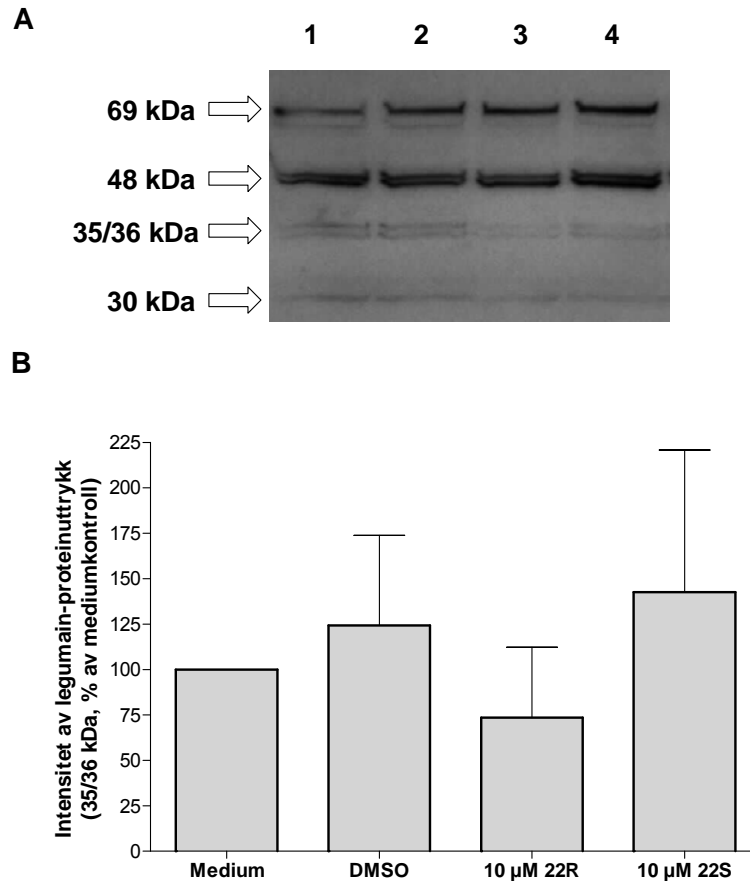 A
1 2 3 4
69 kDa
48 kDa
35/36 kDa
30 kDa
B
Intensitet av legumain-proteinuttrykk
(35/36 kDa, % av mediumkontroll)
225
200
175
150
125
100
75
50
25
0
Medium DMSO 10 µM 22R 10 µM 22S